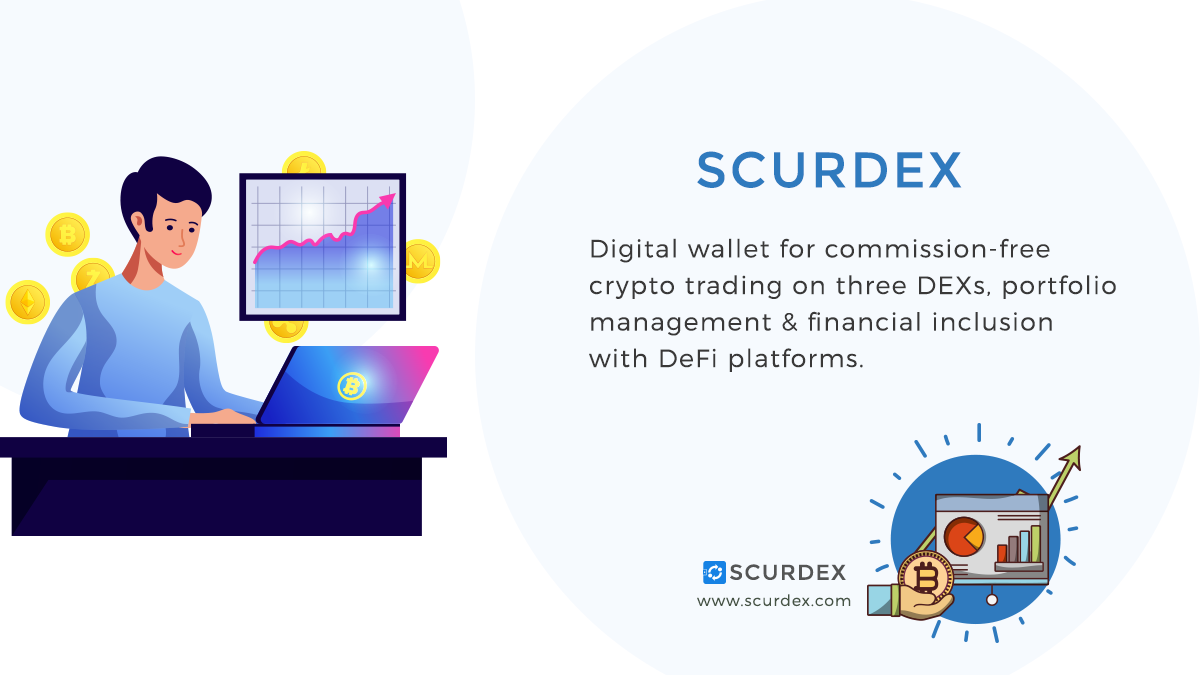 SCURDEX
Digital wallet for commission-free
crypto trading on three DEXs, portfolio
management & financial inclusion
with DeFi platforms.
SCURDEX
www.scurdex.com